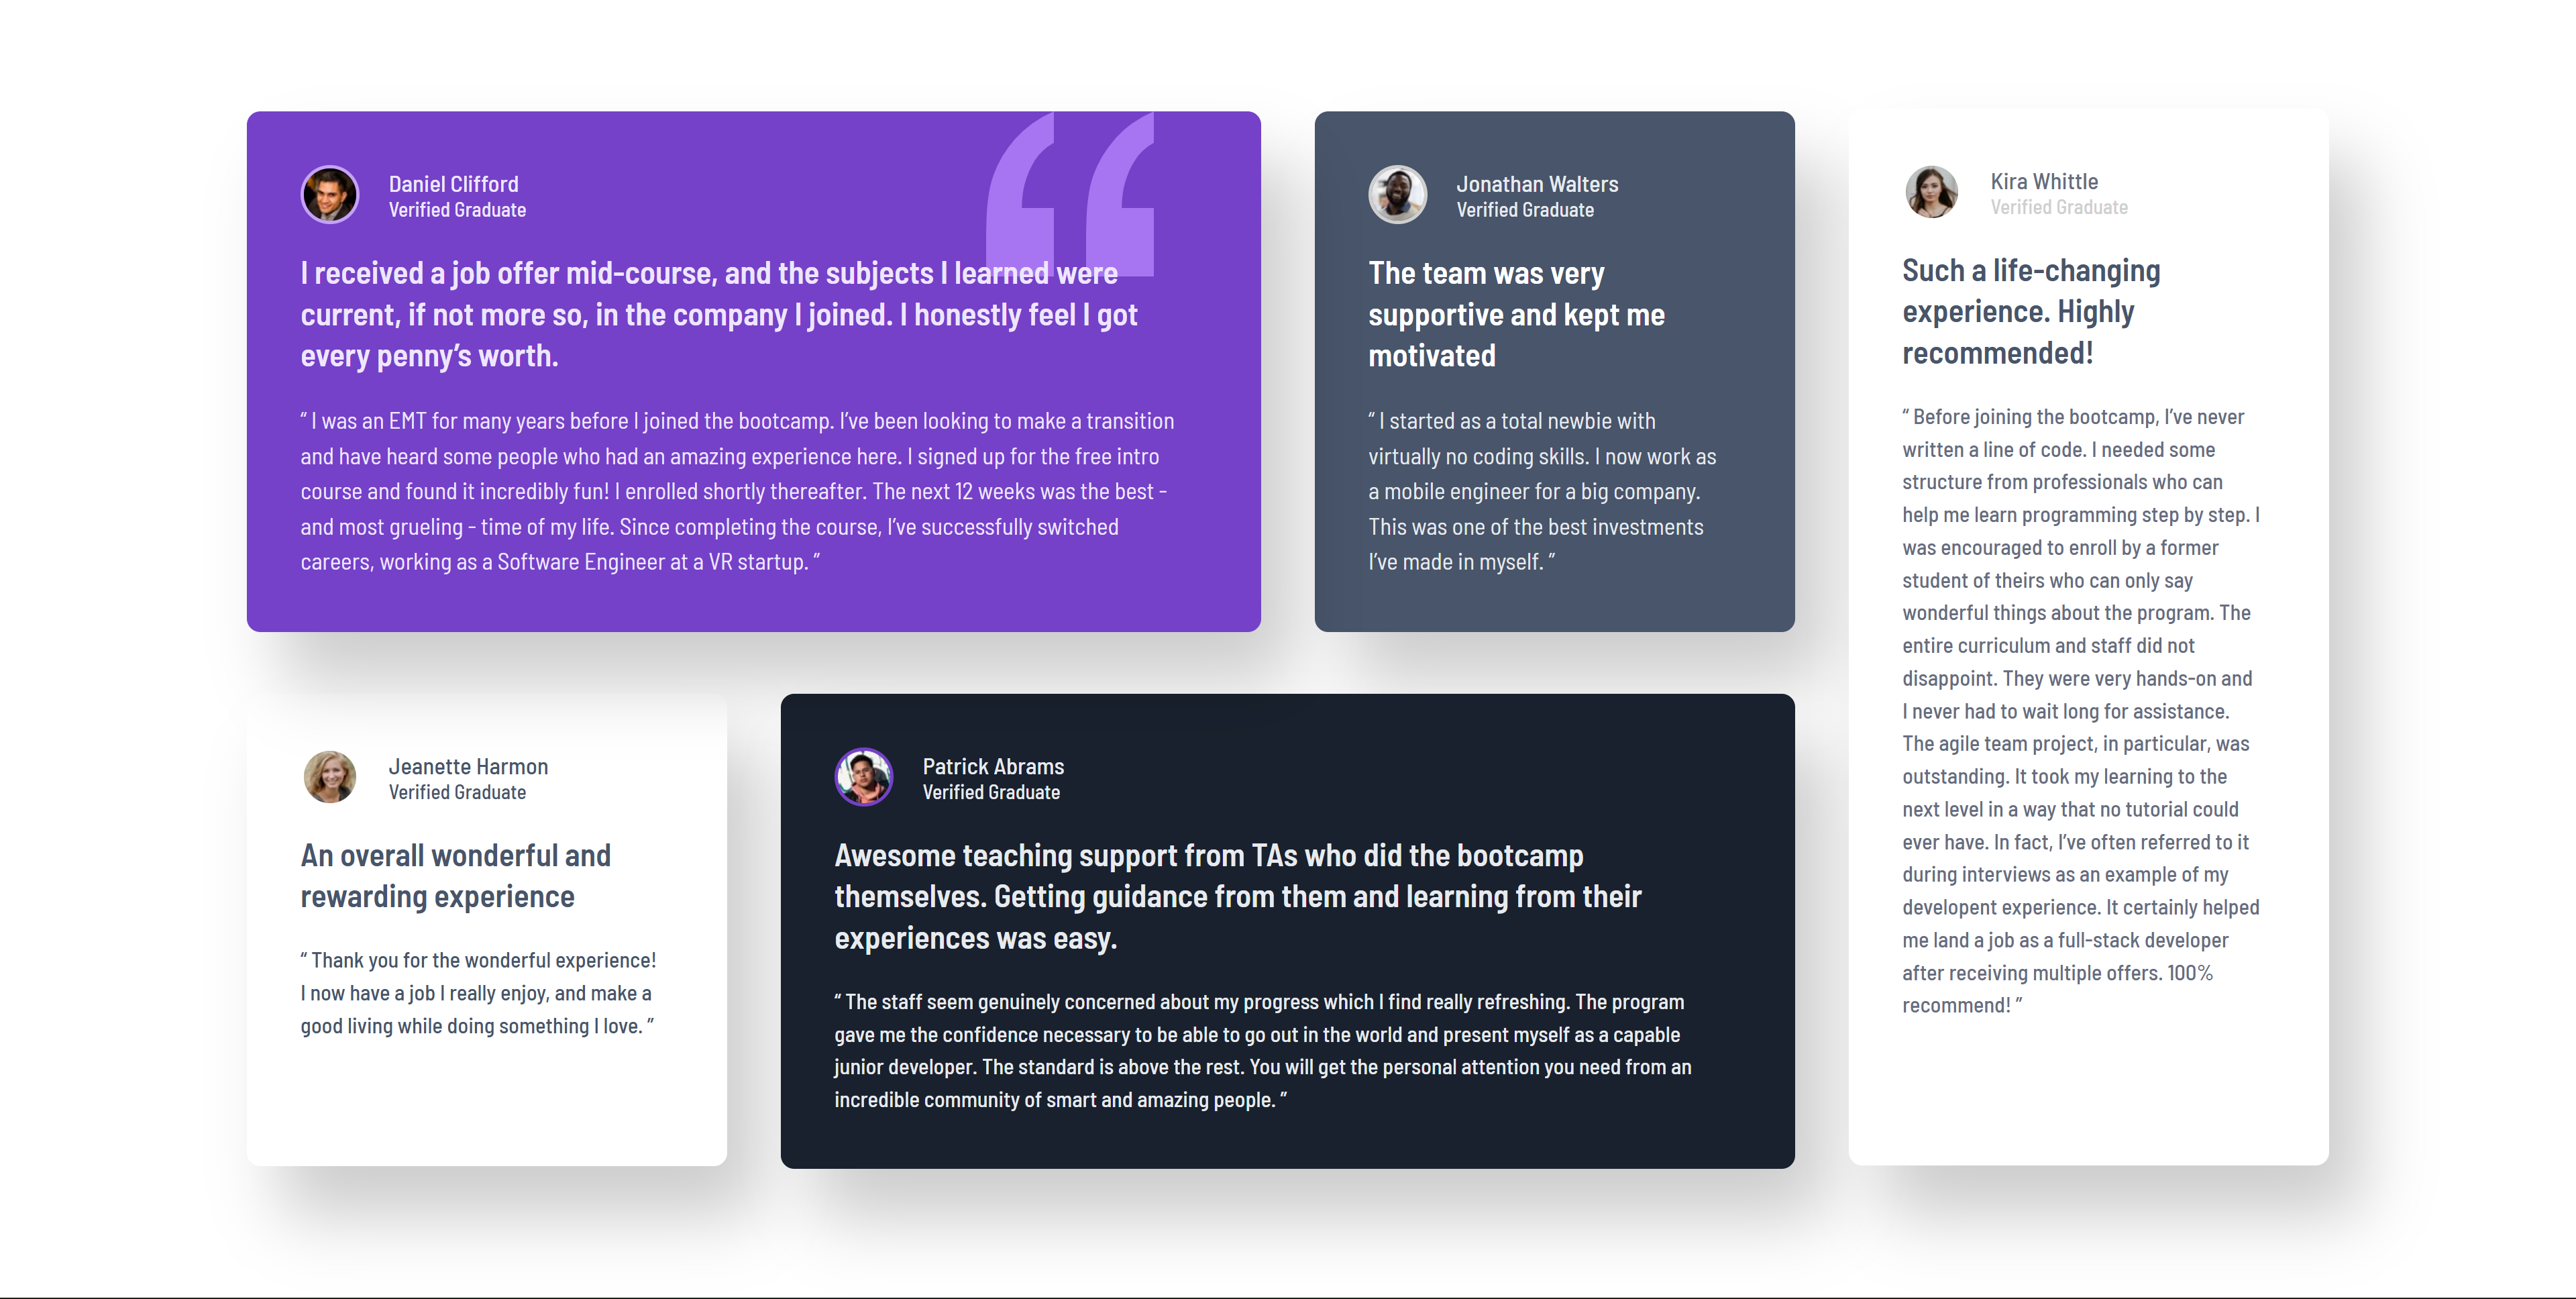 Daniel Clifford
Verified Graduate
I received a job offer mid-course, and the subjects I learned were
current, if not more so, in the company I joined. I honestly feel I got
every penny’s worth.
“ I was an EMT for many years before I joined the bootcamp. I’ve been looking to make a transition
and have heard some people who had an amazing experience here. I signed up for the free intro
course and found it incredibly fun! I enrolled shortly thereafter. The next 12 weeks was the best -
and most grueling - time of my life. Since completing the course, I’ve successfully switched
careers, working as a Software Engineer at a VR startup. ”
Jonathan Walters
Verified Graduate
The team was very
supportive and kept me
motivated
“ I started as a total newbie with
virtually no coding skills. I now work as
a mobile engineer for a big company.
This was one of the best investments
I’ve made in myself. ”
Kira Whittle
Verified Graduate
Such a life-changing
experience. Highly
recommended!
“ Before joining the bootcamp, I’ve never
written a line of code. I needed some
structure from professionals who can
help me learn programming step by step. I
was encouraged to enroll by a former
student of theirs who can only say
wonderful things about the program. The
entire curriculum and staff did not
disappoint. They were very hands-on and
I never had to wait long for assistance.
The agile team project, in particular, was
outstanding. It took my learning to the
next level in a way that no tutorial could
ever have. In fact, I’ve often referred to it
during interviews as an example of my
developent experience. It certainly helped
me land a job as a full-stack developer
after receiving multiple offers. 100%
recommend! ”
Jeanette Harmon
Verified Graduate
An overall wonderful and
rewarding experience
“ Thank you for the wonderful experience!
I now have a job I really enjoy, and make a
good living while doing something I love. ”
Patrick Abrams
Verified Graduate
Awesome teaching support from TAs who did the bootcamp
themselves. Getting guidance from them and learning from their
experiences was easy.
“ The staff seem genuinely concerned about my progress which I find really refreshing. The program
gave me the confidence necessary to be able to go out in the world and present myself as a capable
junior developer. The standard is above the rest. You will get the personal attention you need from an
incredible community of smart and amazing people. ”